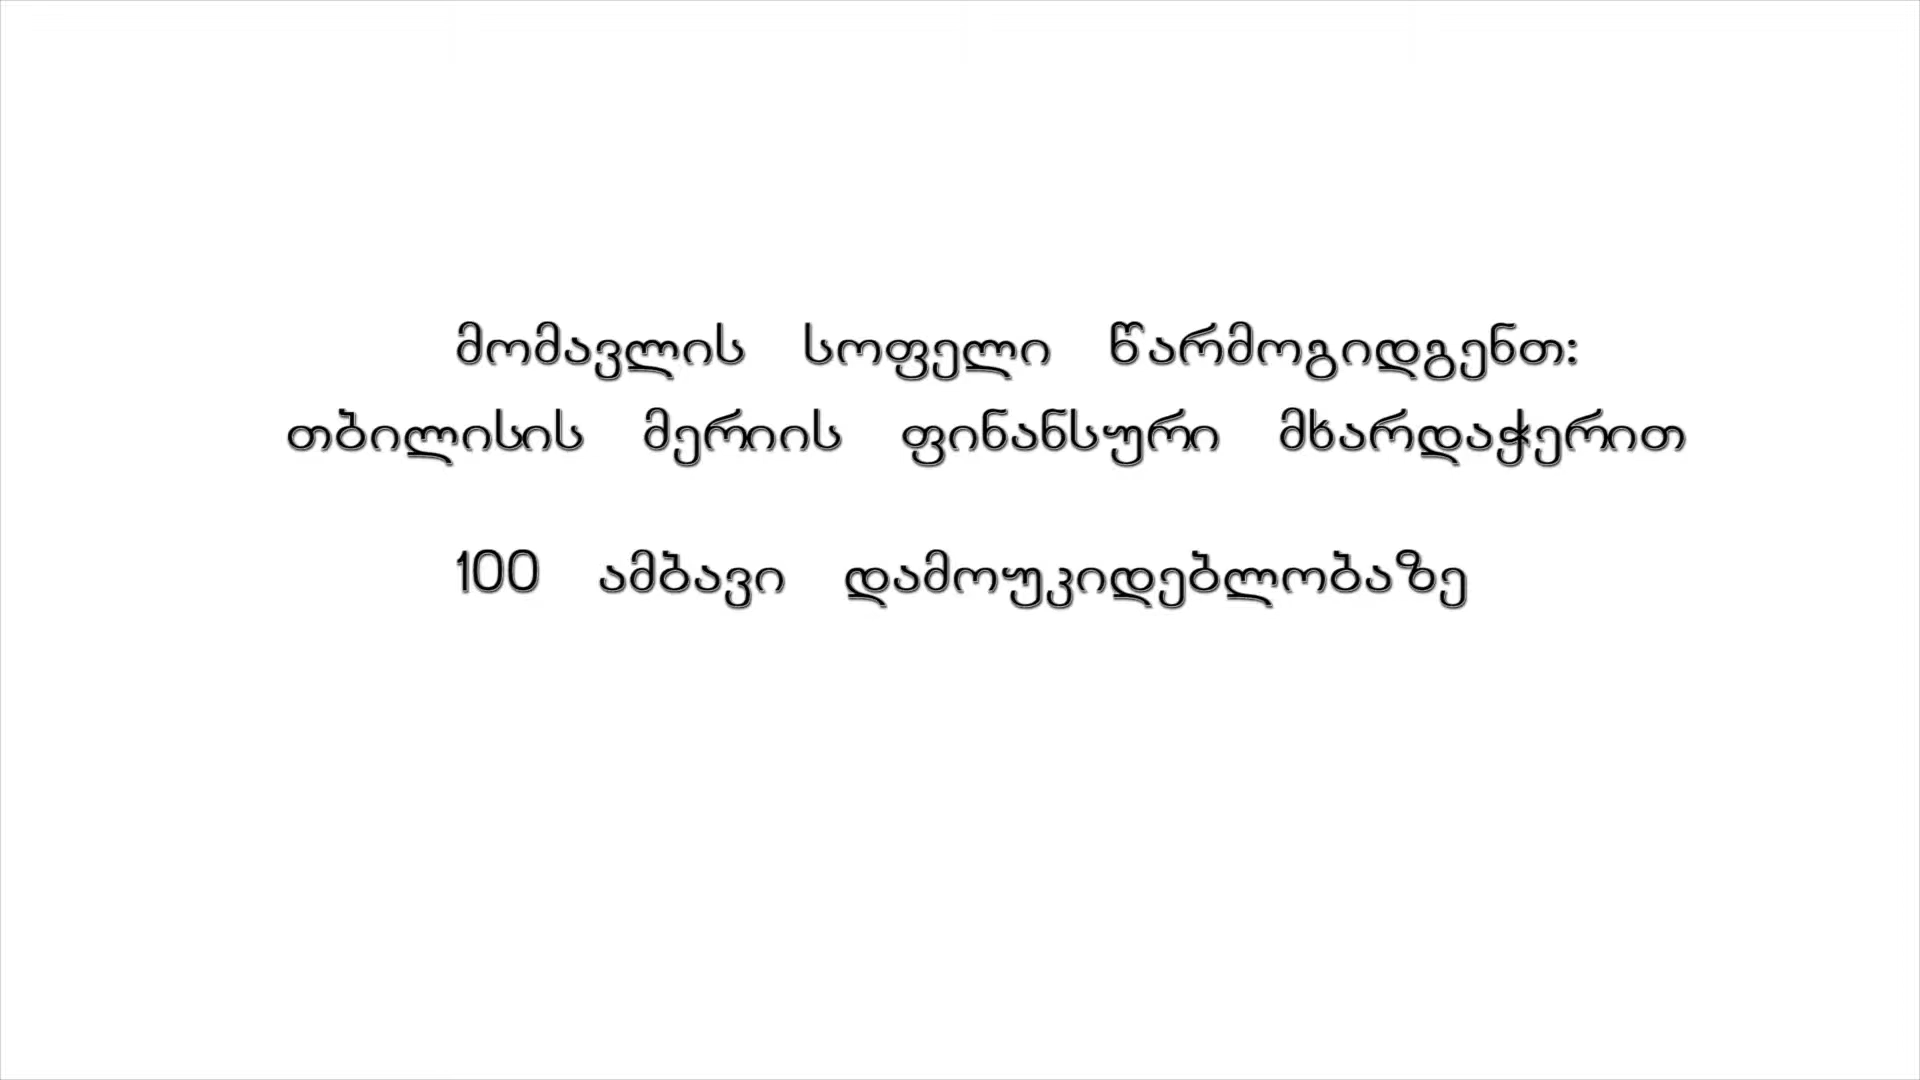 მომავლის სოფელი წარმოგიდგენთ:
თბილისის მერიის ფინანსური მხარდაჭერით
100 ამბავი დამოუკიდებლობაზე